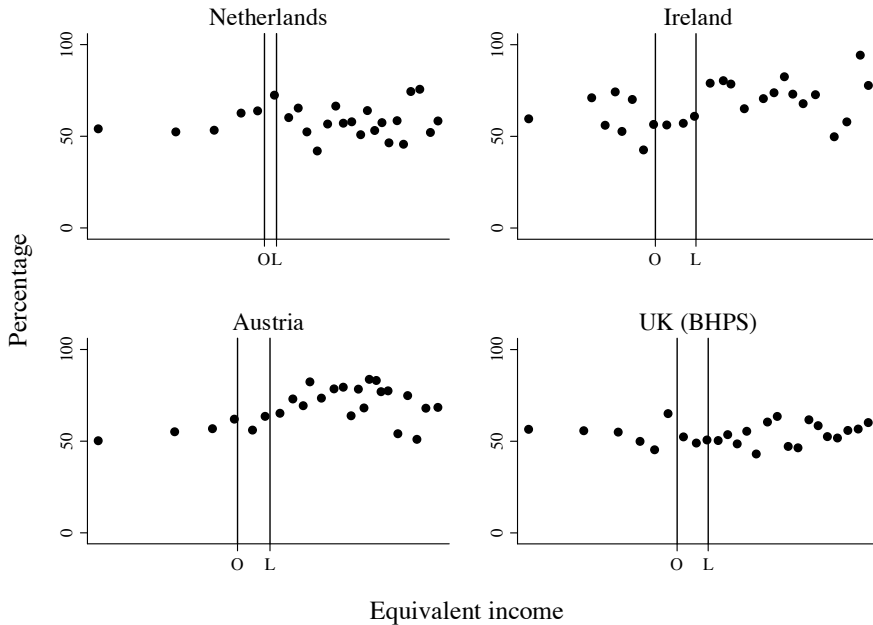 Netherlands
Ireland
100
50
0
100
50
0
O L
O L
Percentage
Austria
UK (BHPS)
100
50
0
100
50
0
O L
O L
Equivalent income